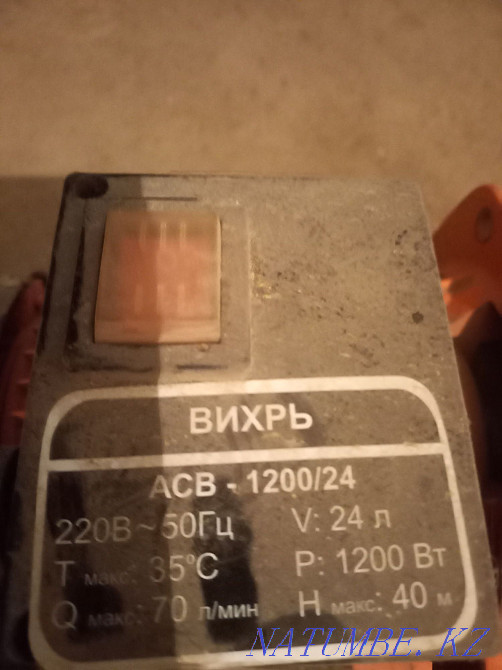 ВИХРЬ
АСВ - 1200/24
220В ~ 50Гц V: 24 л
T макс: 35°C P: 1200 Вт
Q макс: 70 л/мин H макс: 40 м
NATUMBE.KZ